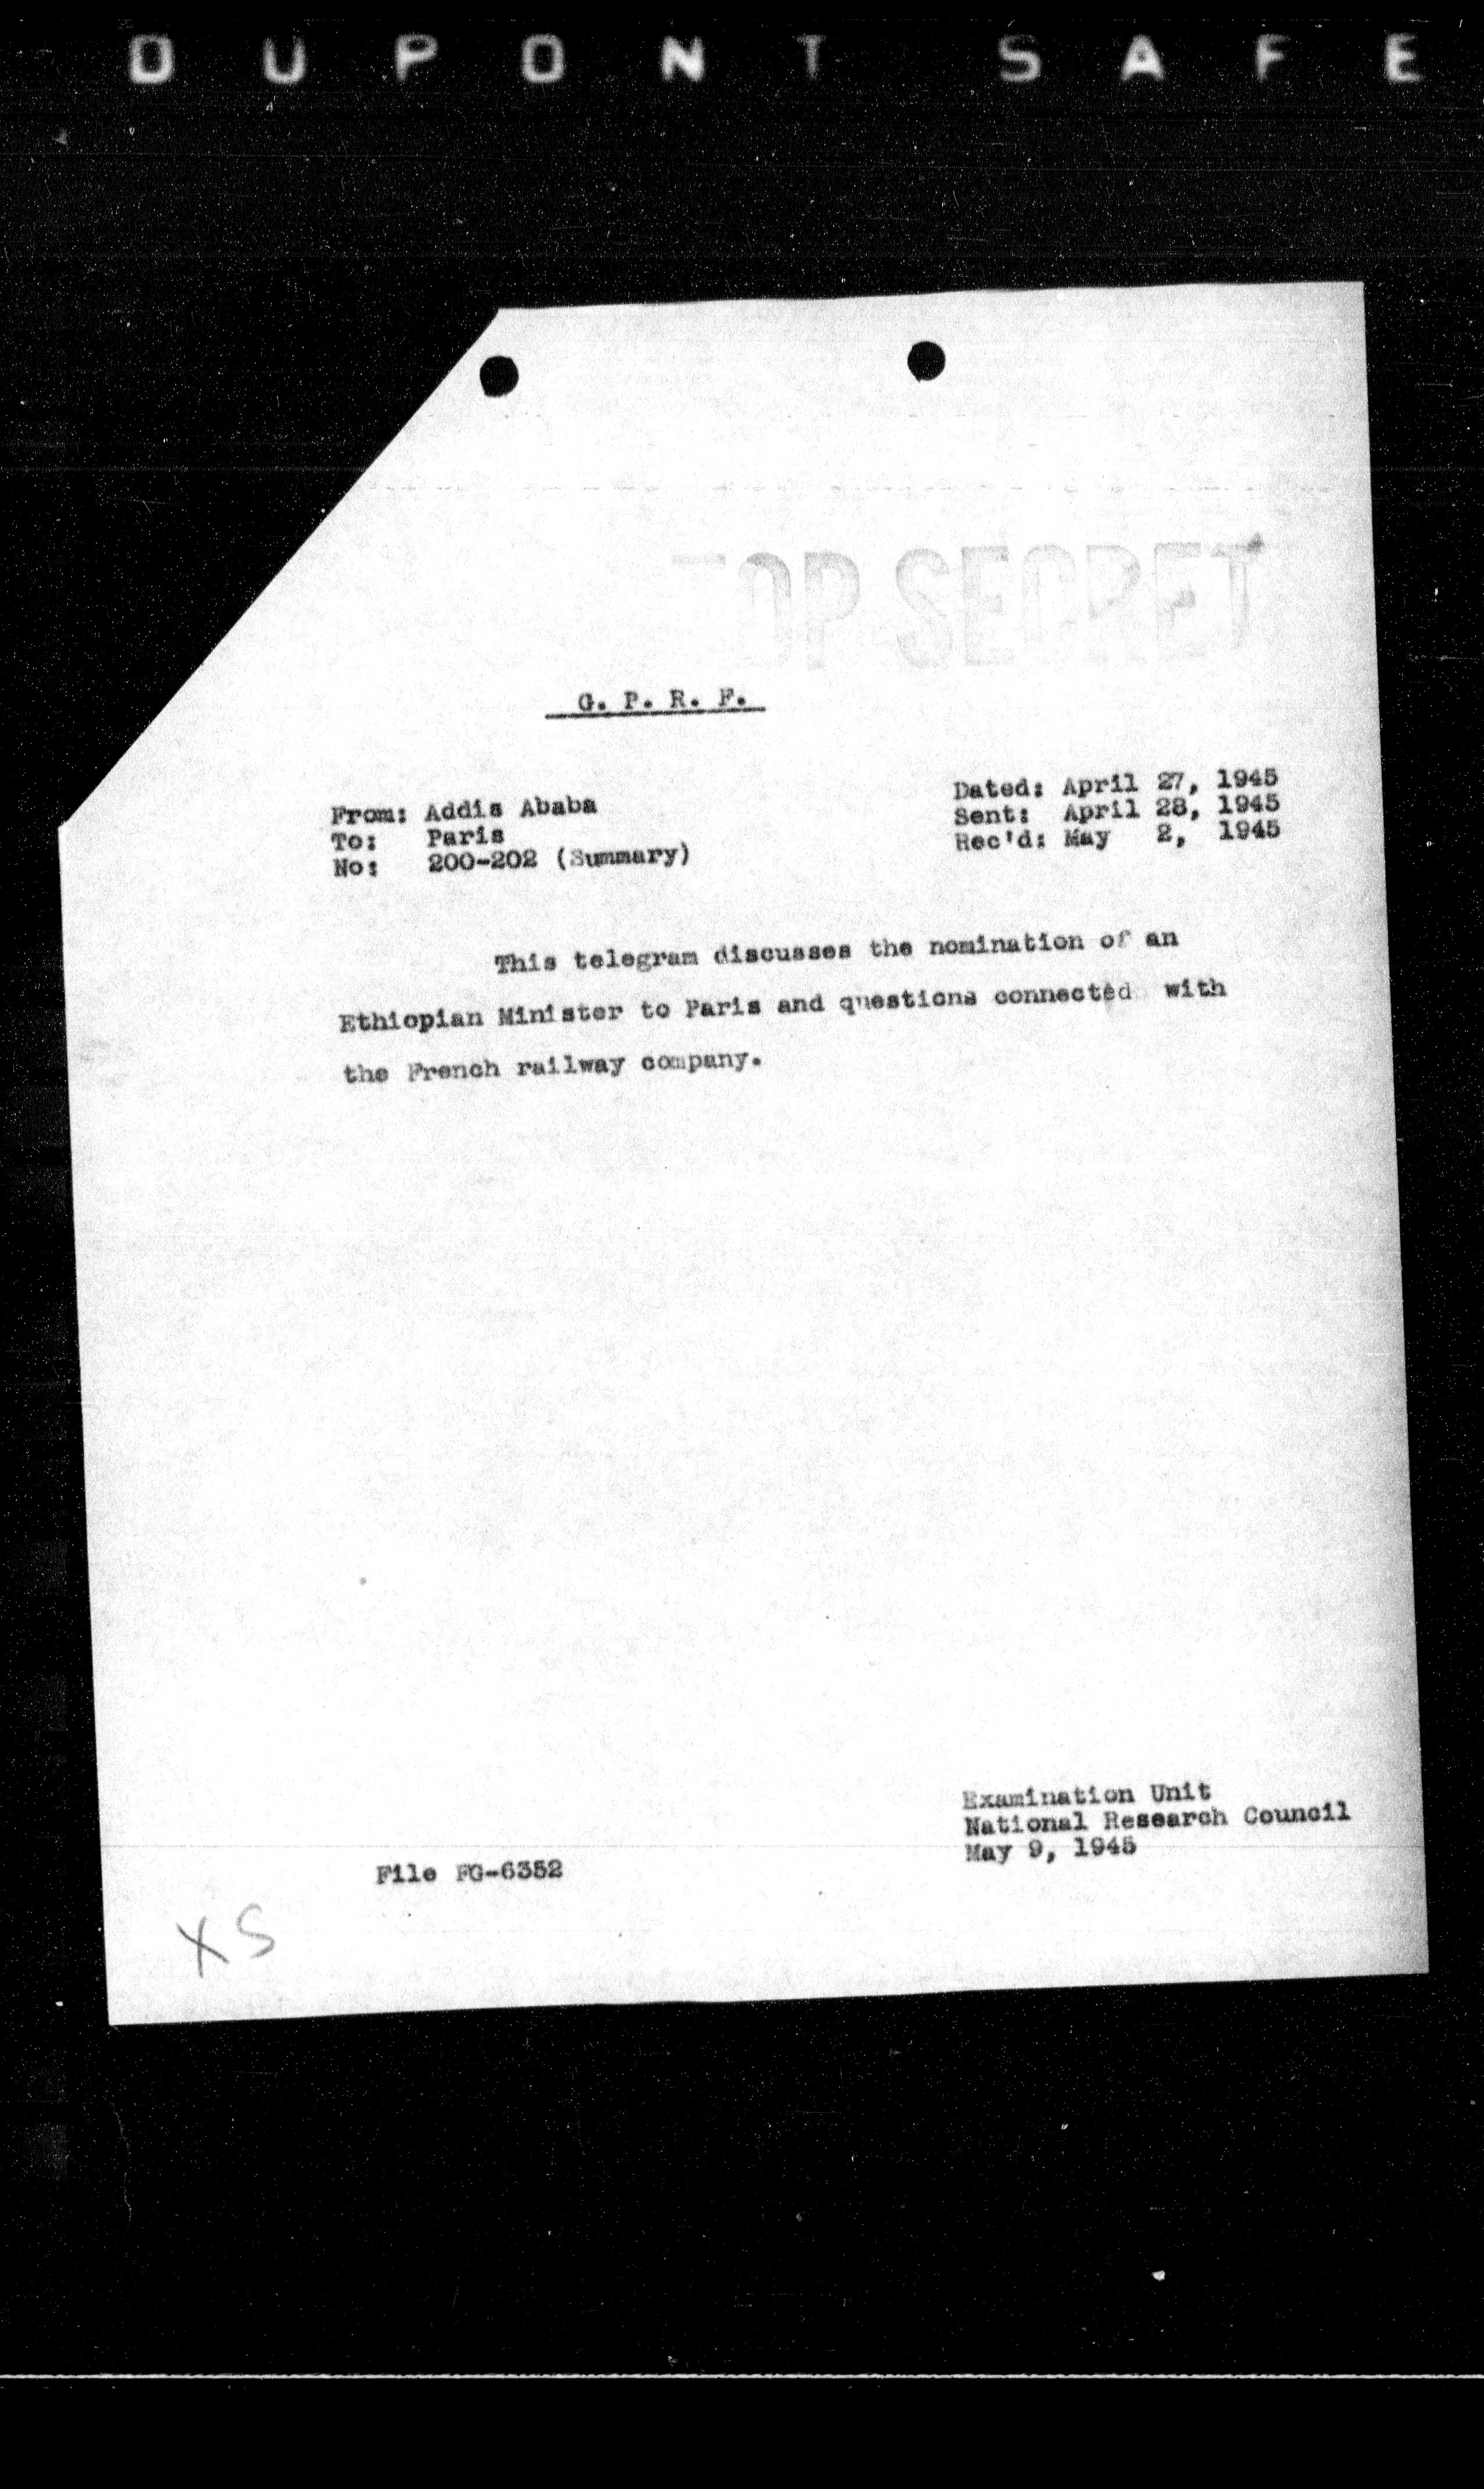 DUPONT SAFE
TOP SECRET
G. P. R. F.
From: Addis Ababa
To: Paris
No: 200-202 (Summary)
Dated: April 27, 1945
Sent: April 28, 1945
Rec'd: May 2, 1945
This telegram discusses the nomination of an
Ethiopian Minister to Paris and questions connected with
the French railway company.
Examination Unit
National Research Council
May 9, 1945
File FG-6352
XS